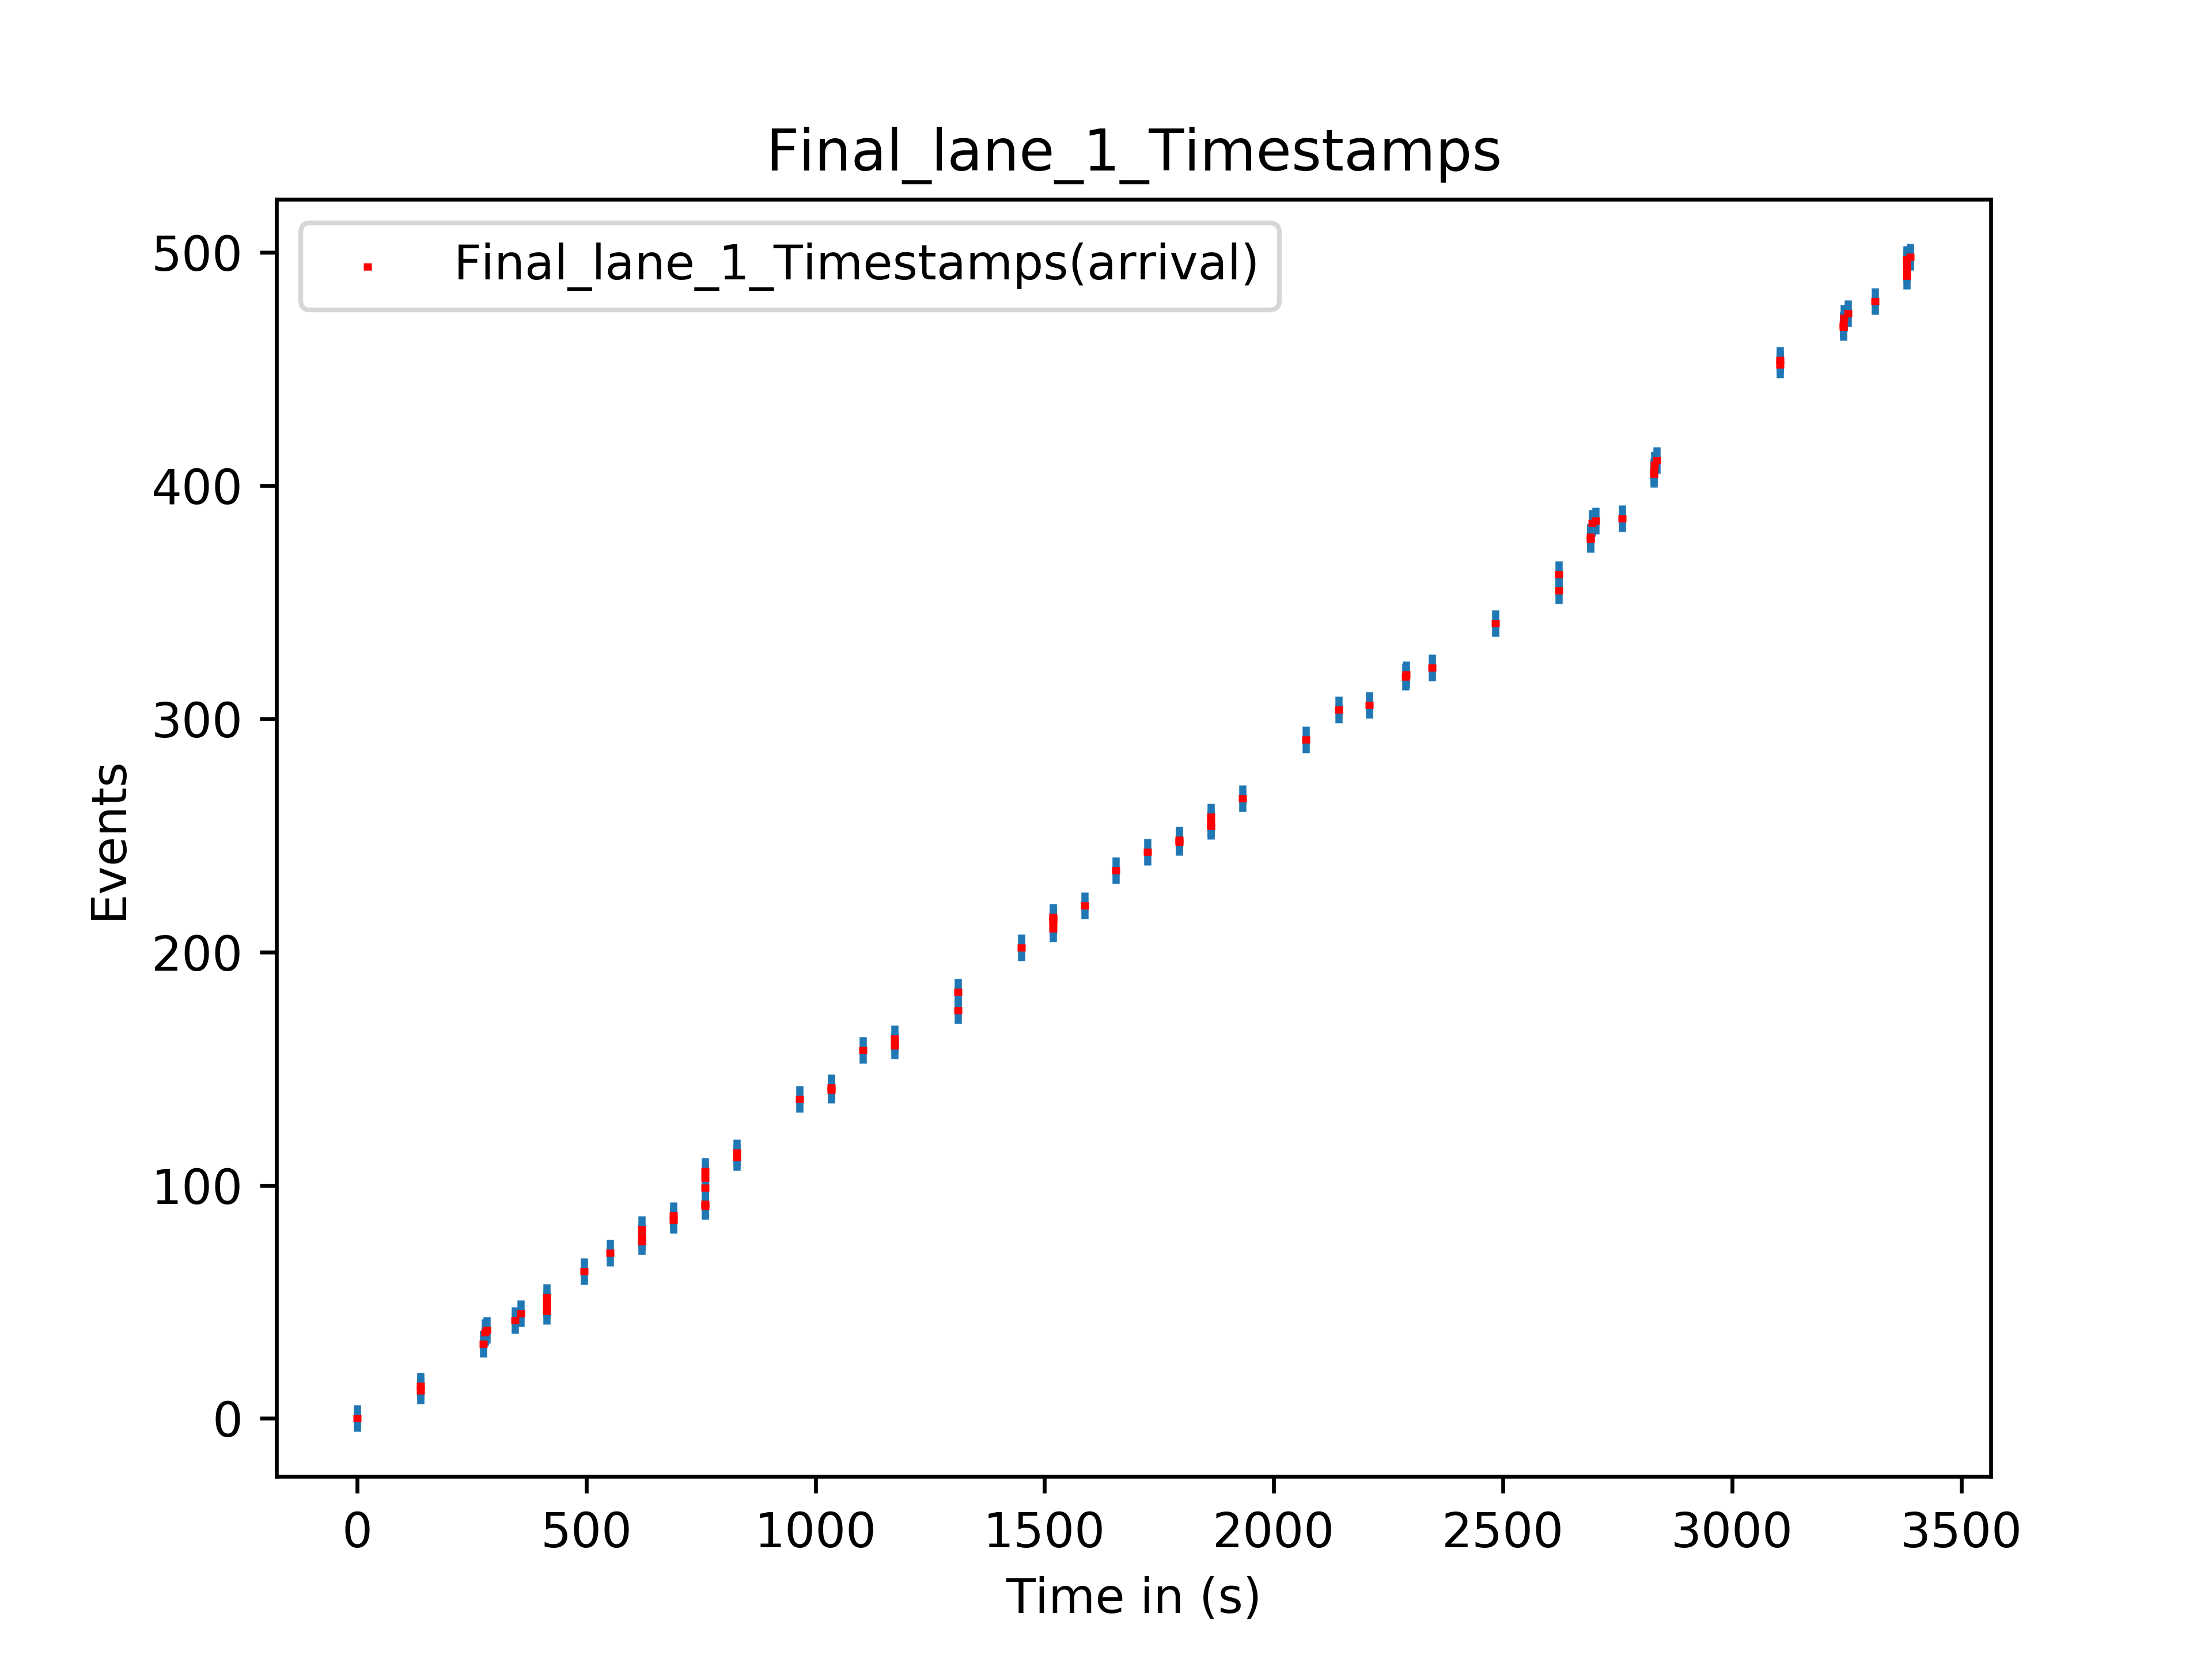 Final_lane_1_Timestamps
Final_lane_1_Timestamps(arrival)
500
400
300
200
100
0
Events
0 500 1000 1500 2000 2500 3000 3500
Time in (s)